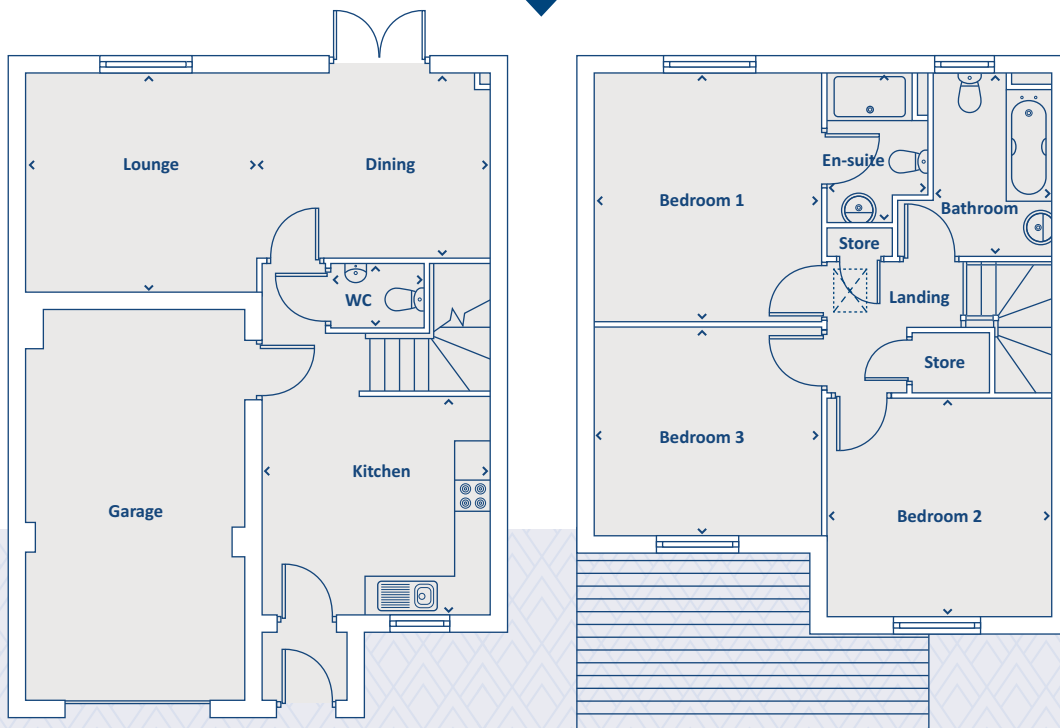 Lounge
Dining
WC
Kitchen
Garage
Bedroom 1
En-suite
Bathroom
Store
Landing
Store
Bedroom 3
Bedroom 2